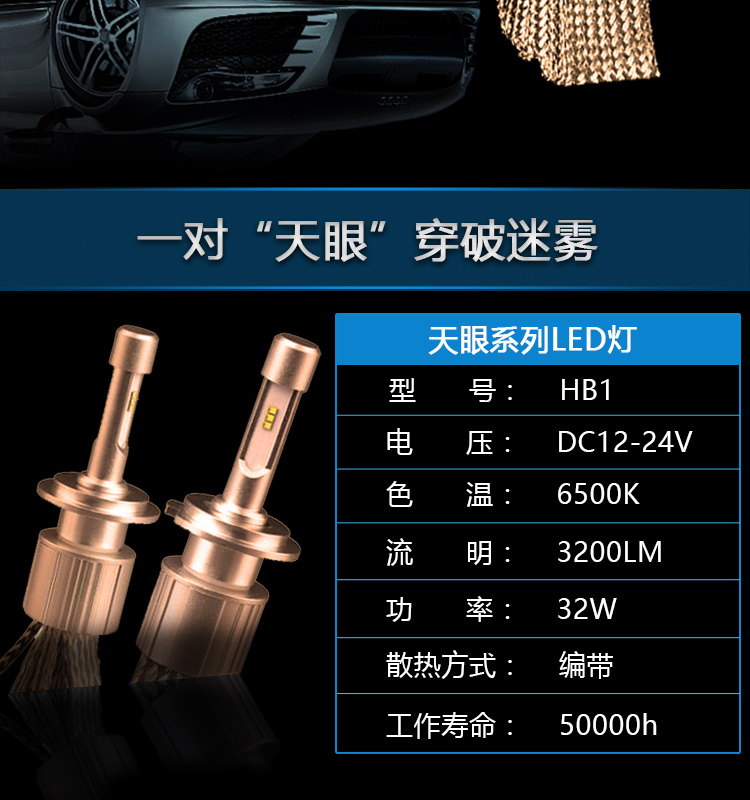 一对“天眼”穿破迷雾
天眼系列LED灯
型 号： HB1
电 压： DC12-24V
色 温： 6500K
流 明： 3200LM
功 率： 32W
散热方式： 编带
工作寿命： 50000h